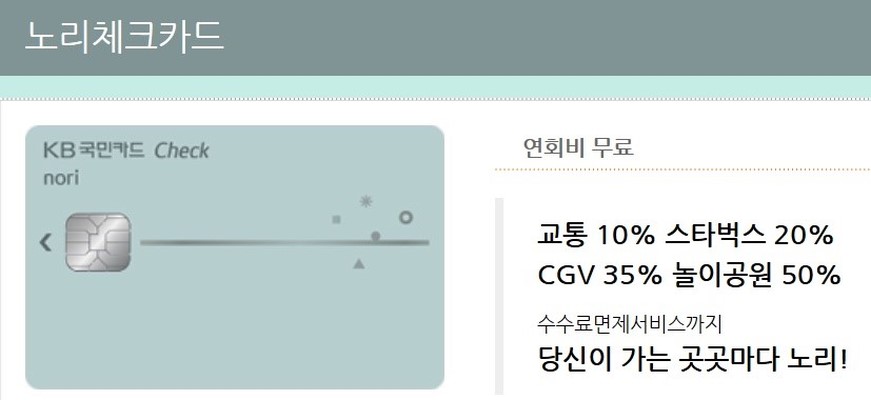 노리체크카드
KB국민카드 Check
nori
연회비 무료
교통 10% 스타벅스 20%
CGV 35% 놀이공원 50%
수수료면제서비스까지
당신이 가는 곳곳마다 노리!